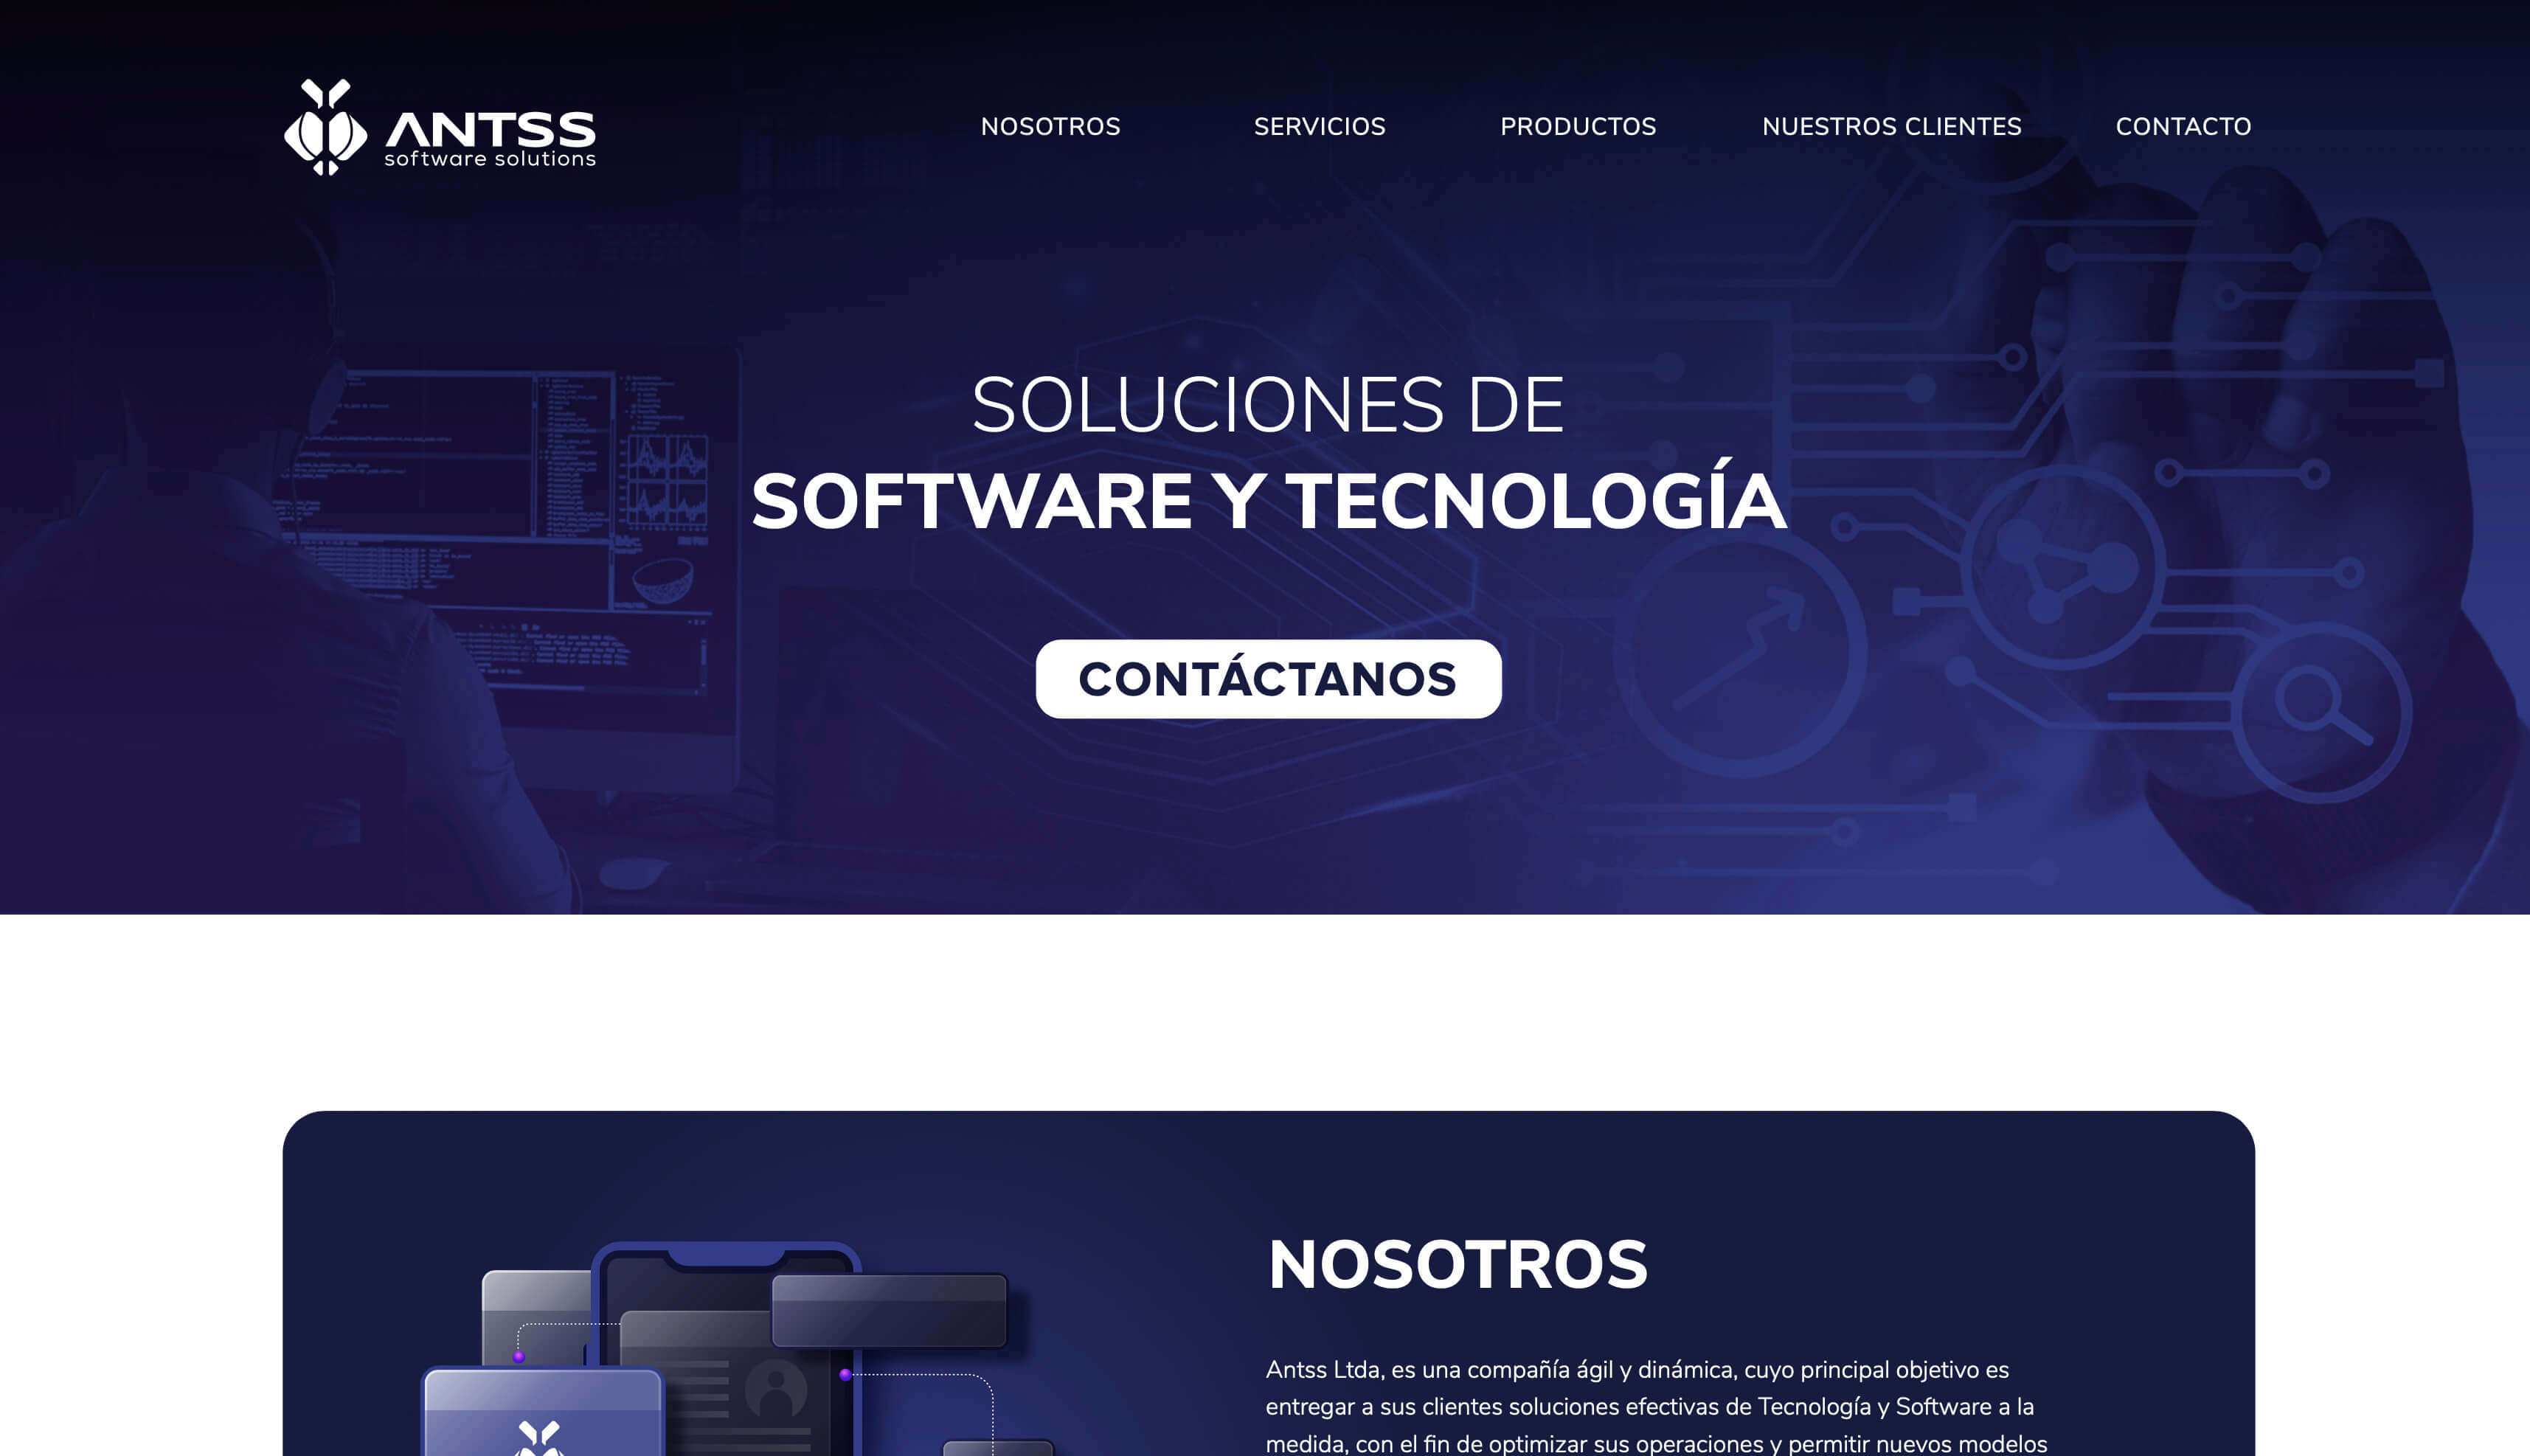 ANTSS
software solutions
NOSOTROS
SERVICIOS
PRODUCTOS
NUESTROS CLIENTES
CONTACTO
SOLUCIONES DE
SOFTWARE Y TECNOLOGÍA
CONTÁCTANOS
NOSOTROS
Antss Ltda, es una compañía ágil y dinámica, cuyo principal objetivo es
entregar a sus clientes soluciones efectivas de Tecnología y Software a la
medida, con el fin de optimizar sus operaciones y permitir nuevos modelos